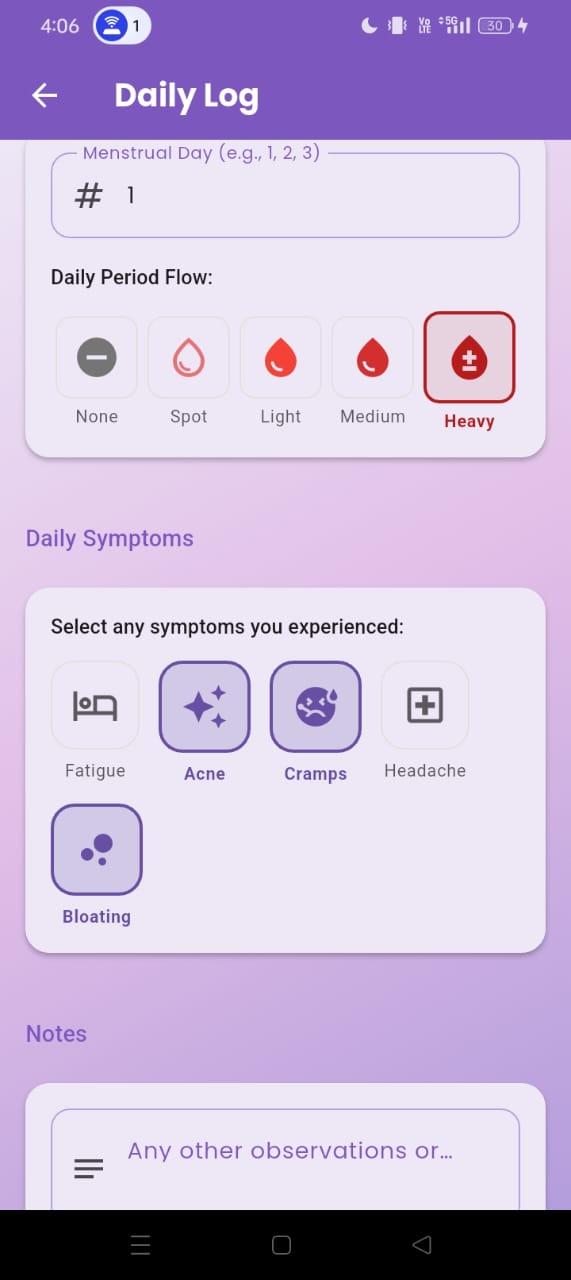 4:06
1
Vo
LTE
5G
30
Daily Log
Menstrual Day (e.g., 1, 2, 3)
# 1
Daily Period Flow:
None Spot Light Medium Heavy
Daily Symptoms
Select any symptoms you experienced:
Fatigue Acne Cramps Headache
Bloating
Notes
Any other observations or...